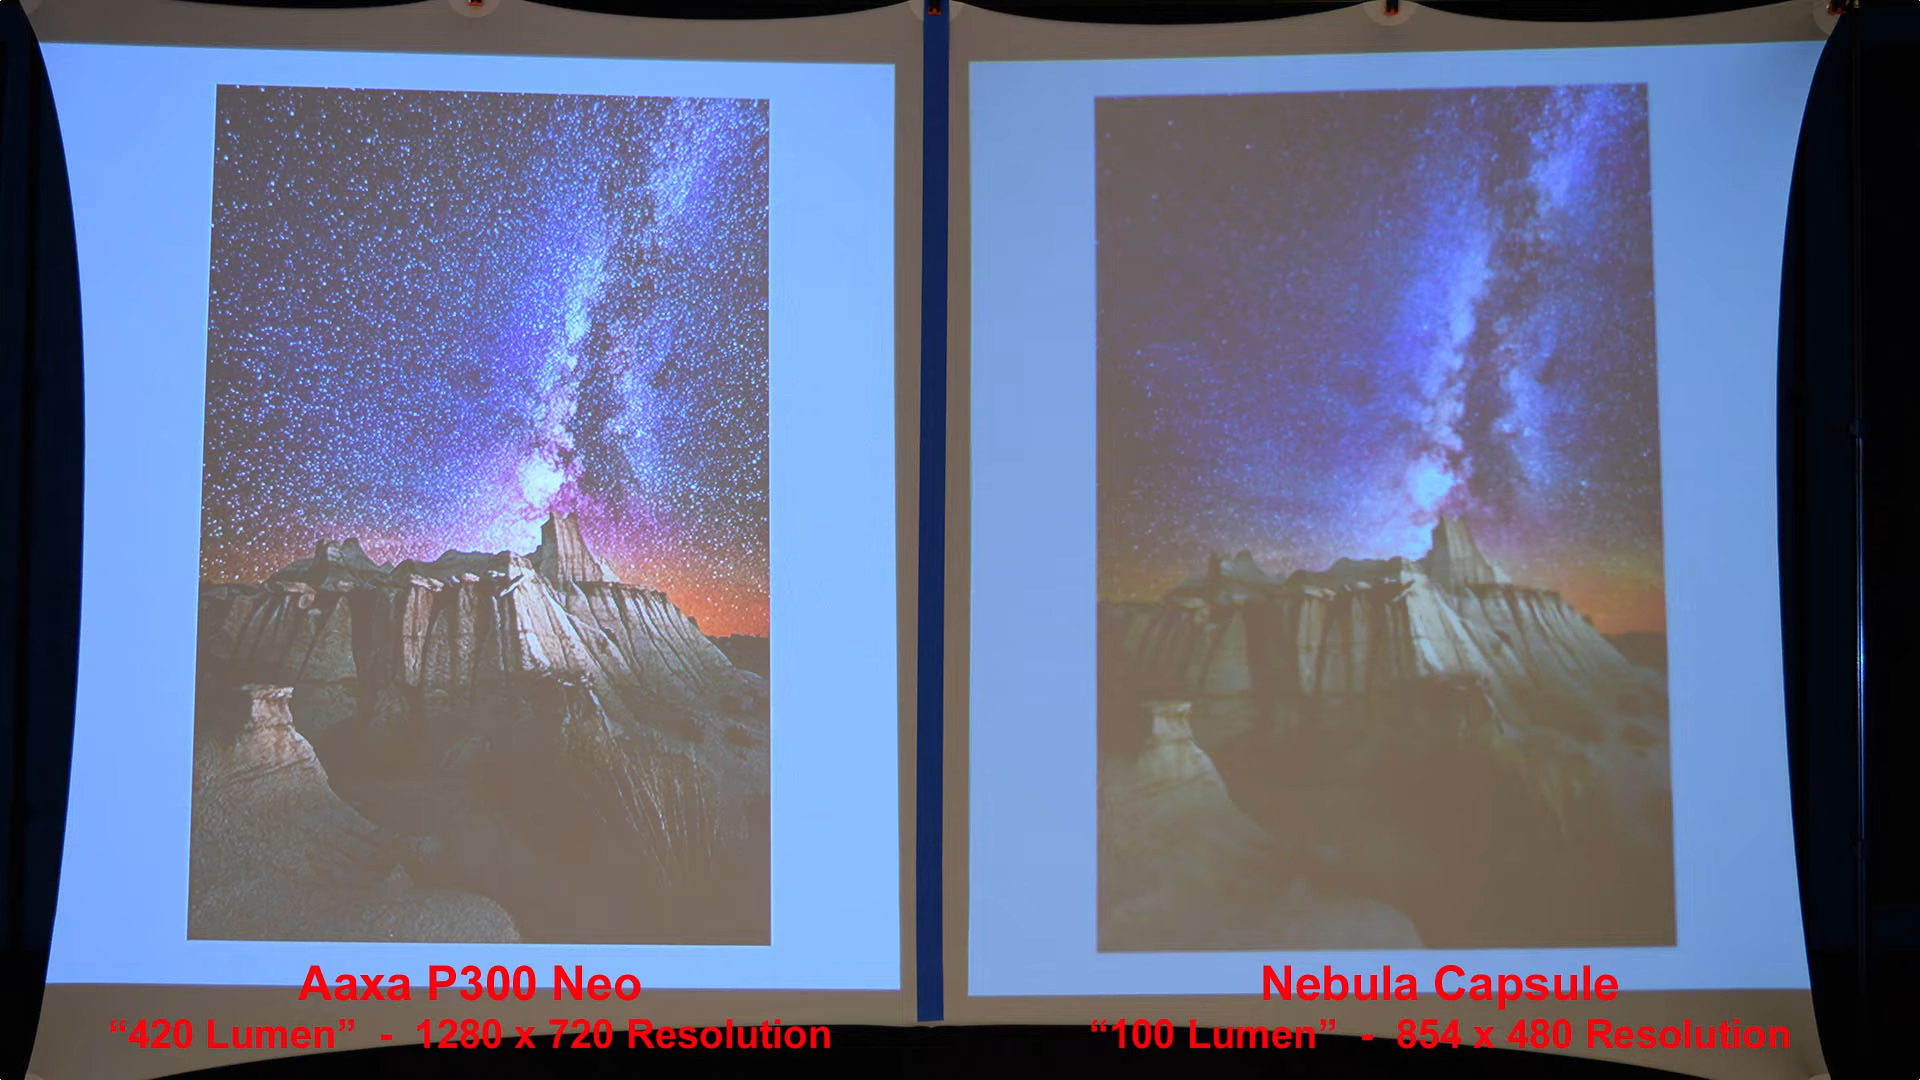 Aaxa P300 Neo
“420 Lumen” - 1280 x 720 Resolution
Nebula Capsule
“100 Lumen” - 854 x 480 Resolution